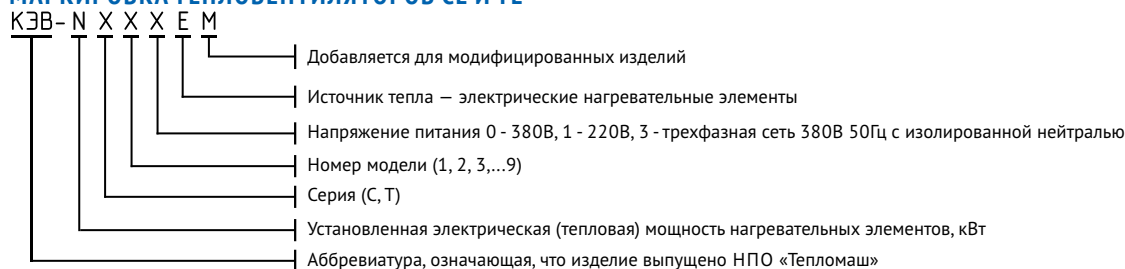 МАРКИРОВКА ТЕПЛОВЕНТИЛЯТОРОВ СЕ И ТЕ
КЭВ-N X X X E M
Добавляется для модифицированных изделий
Источник тепла — электрические нагревательные элементы
Напряжение питания 0 - 380В, 1 - 220В, 3 - трехфазная сеть 380В 50Гц с изолированной нейтралью
Номер модели (1, 2, 3,...9)
Серия (С, Т)
Установленная электрическая (тепловая) мощность нагревательных элементов, кВт
Аббревиатура, означающая, что изделие выпущено НПО «Тепломаш»